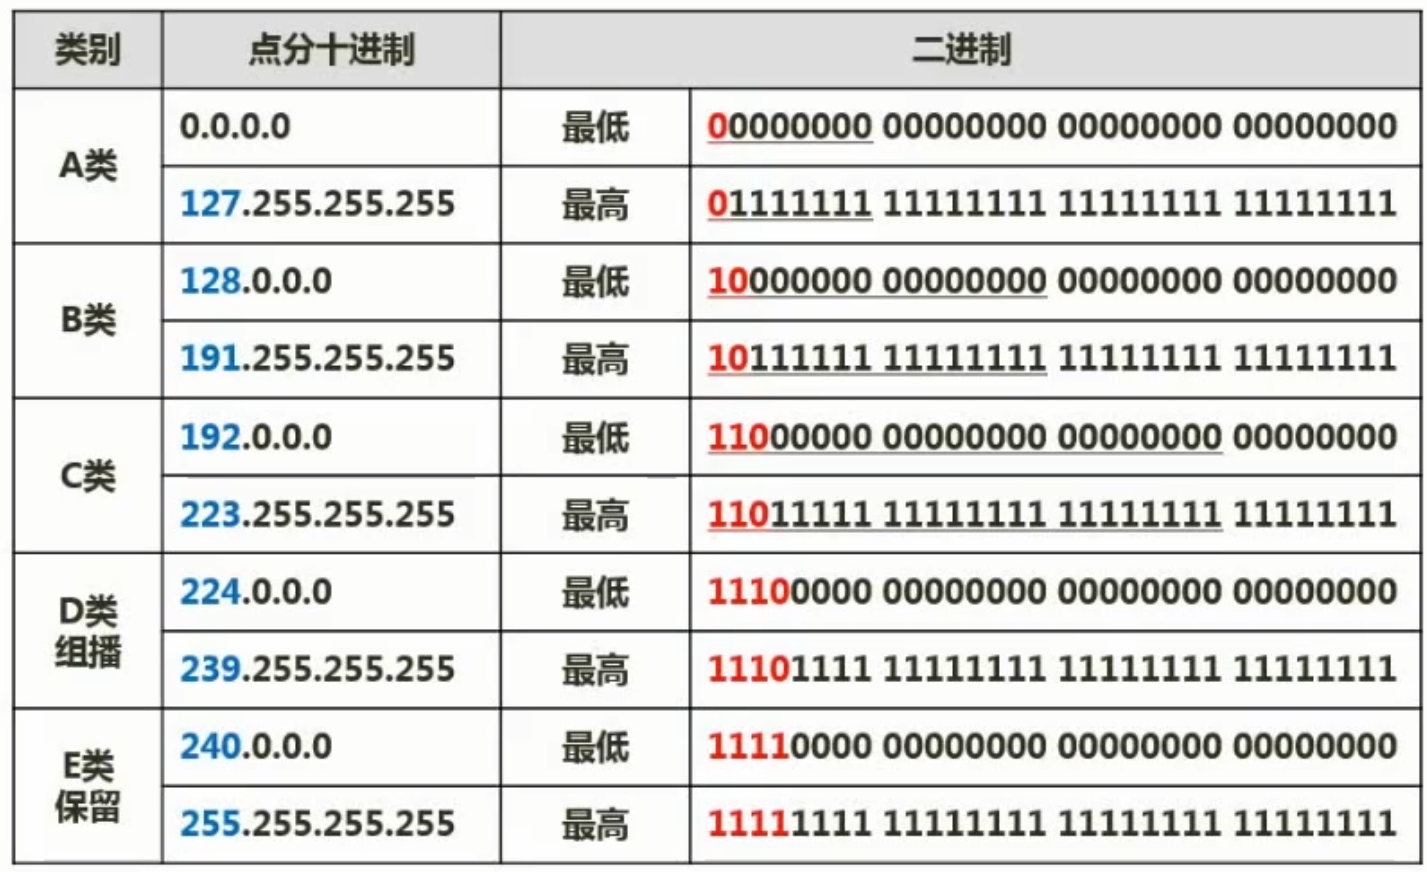 类别 点分十进制 二进制
A类
0.0.0.0 最低 00000000 00000000 00000000 00000000
127.255.255.255 最高 01111111 11111111 11111111 11111111
B类
128.0.0.0 最低 10000000 00000000 00000000 00000000
191.255.255.255 最高 10111111 11111111 11111111 11111111
C类
192.0.0.0 最低 11000000 00000000 00000000 00000000
223.255.255.255 最高 11011111 11111111 11111111 11111111
D类
组播
224.0.0.0 最低 11100000 00000000 00000000 00000000
239.255.255.255 最高 11101111 11111111 11111111 11111111
E类
保留
240.0.0.0 最低 11110000 00000000 00000000 00000000
255.255.255.255 最高 11111111 11111111 11111111 11111111